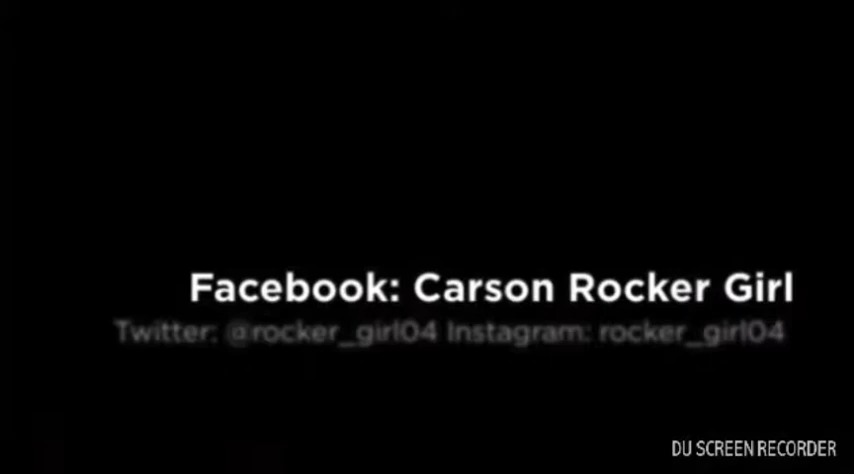 Facebook: Carson Rocker Girl
Twitter: @rocker_girl04 Instagram: rocker_girl04
DU SCREEN RECORDER